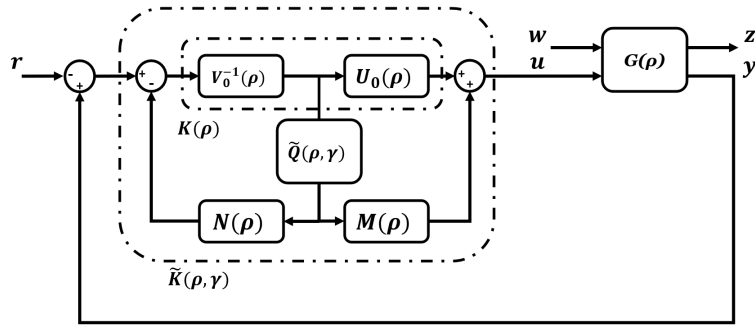 w
z
r
V₀⁻¹(ρ)
U₀(ρ)
u
G(ρ)
y
- +
+ -
+ +
K(ρ)
Q̃(ρ,γ)
N(ρ)
M(ρ)
K̃(ρ,γ)